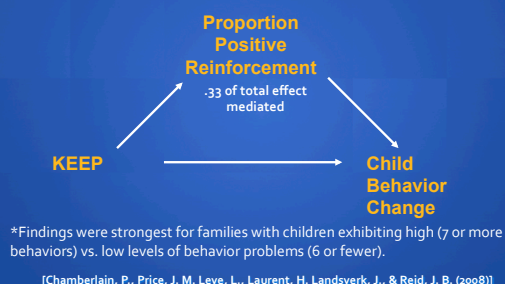 Proportion
Positive
Reinforcement
.33 of total effect
mediated
KEEP
Child
Behavior
Change
*Findings were strongest for families with children exhibiting high (7 or more
behaviors) vs. low levels of behavior problems (6 or fewer).
[Chamberlain, P., Price, J. M. Leve, L., Laurent, H. Landsverk, J., & Reid, J. B. (2008)]